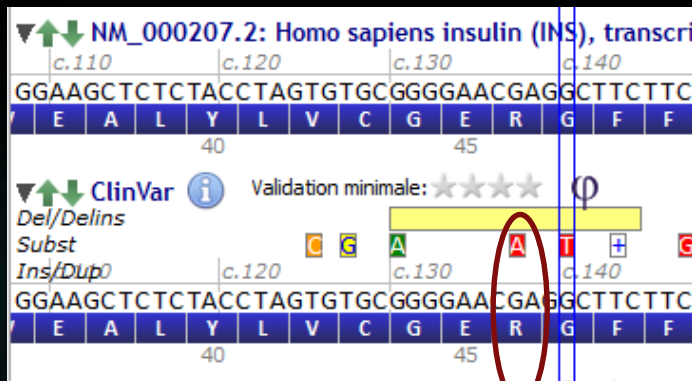 NM_000207.2: Homo sapiens insulin (INS), transcri
c.110 c.120 c.130 c.140
GGAAGCTCTCTACCTAGTGTGCGGGGAACGAGGCTTCTTC
E A L Y L V C G E R G F F
40 45
ClinVar i Validation minimale: φ
Del/Delins
Subst C G A A T + G
Ins/Dup c.120 c.130 c.140
GGAAGCTCTCTACCTAGTGTGCGGGGAACGAGGCTTCTTC
E A L Y L V C G E R G F F
40 45